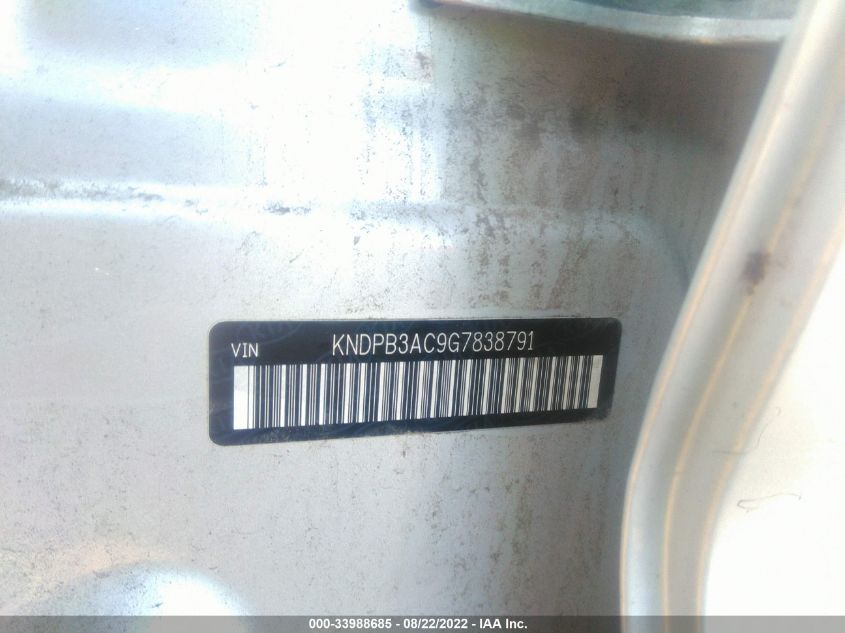 VIN KNDPB3AC9G7838791
000-33988685 - 08/22/2022 - IAA Inc.